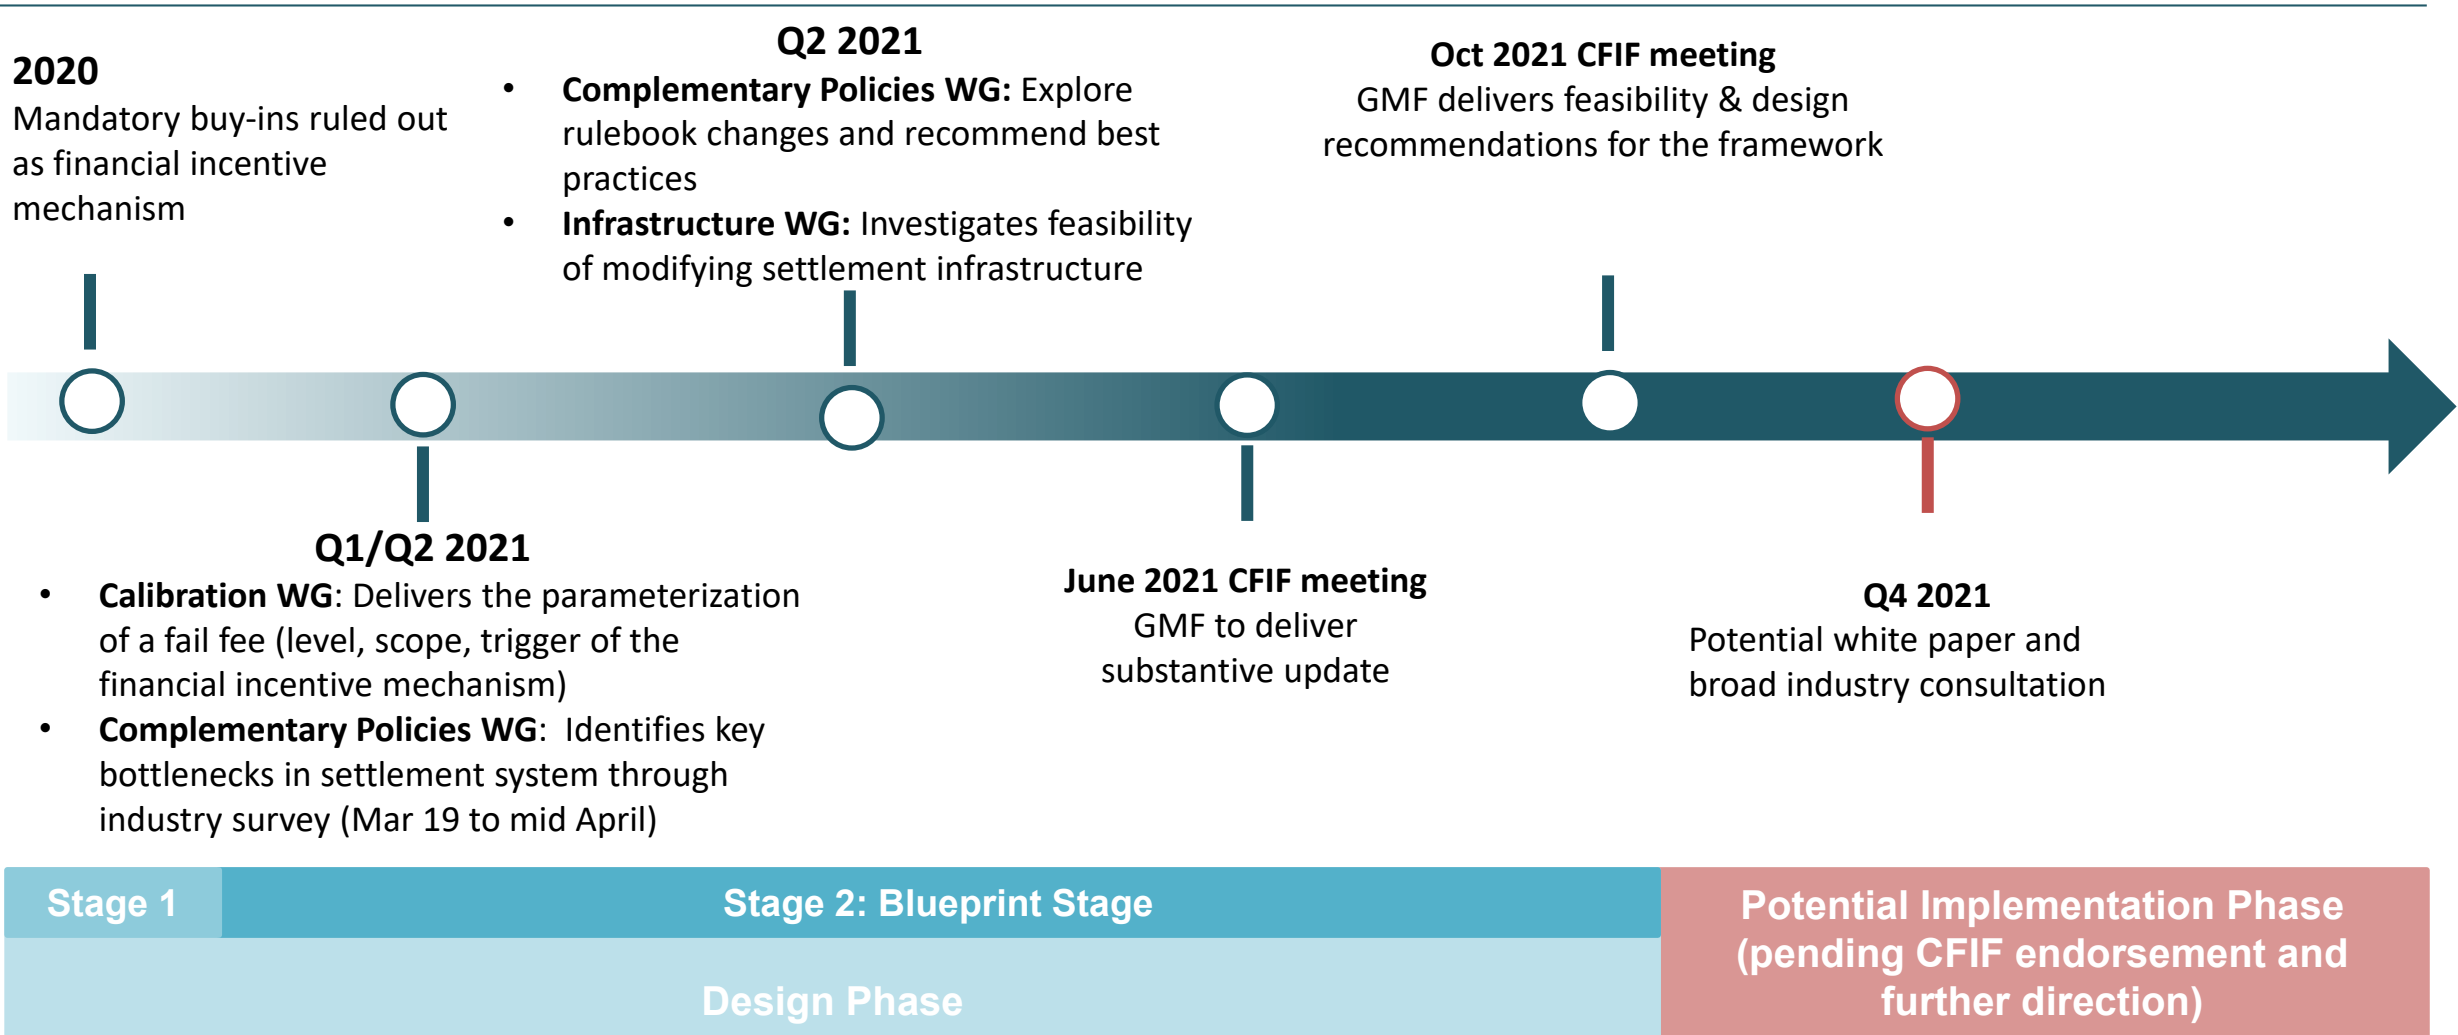 2020
Mandatory buy-ins ruled out
as financial incentive
mechanism
Q2 2021
• Complementary Policies WG: Explore
rulebook changes and recommend best
practices
• Infrastructure WG: Investigates feasibility
of modifying settlement infrastructure
Oct 2021 CFIF meeting
GMF delivers feasibility & design
recommendations for the framework
Q1/Q2 2021
• Calibration WG: Delivers the parameterization
of a fail fee (level, scope, trigger of the
financial incentive mechanism)
• Complementary Policies WG: Identifies key
bottlenecks in settlement system through
industry survey (Mar 19 to mid April)
June 2021 CFIF meeting
GMF to deliver
substantive update
Q4 2021
Potential white paper and
broad industry consultation
Stage 1
Stage 2: Blueprint Stage
Design Phase
Potential Implementation Phase
(pending CFIF endorsement and
further direction)